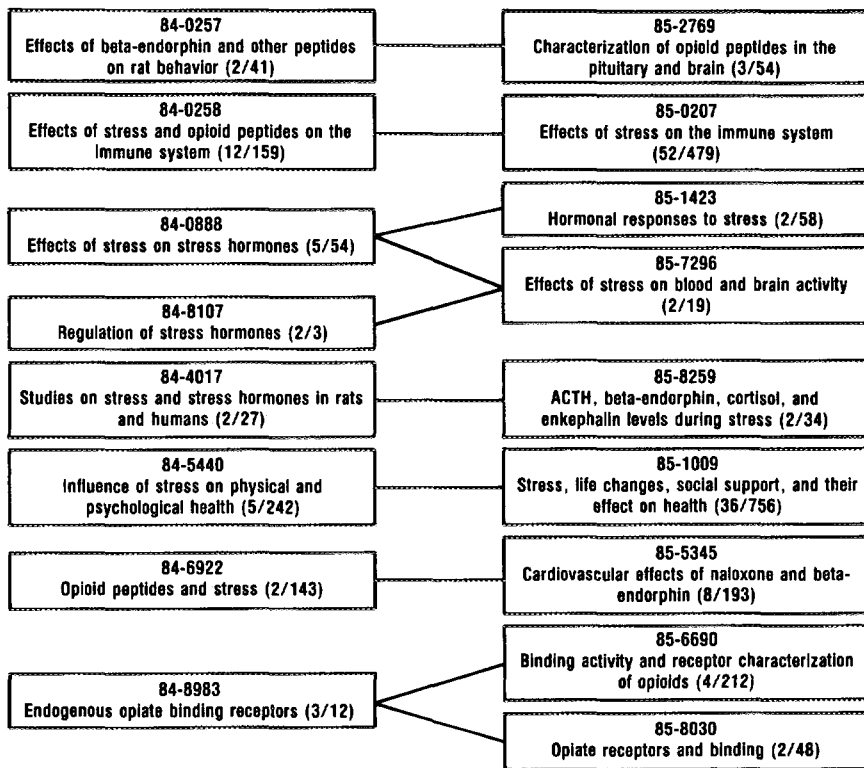 84-0257
Effects of beta-endorphin and other peptides
on rat behavior (2/41)
85-2769
Characterization of opioid peptides in the
pituitary and brain (3/54)
84-0258
Effects of stress and opioid peptides on the
immune system (12/159)
85-0207
Effects of stress on the immune system
(52/479)
84-0888
Effects of stress on stress hormones (5/54)
85-1423
Hormonal responses to stress (2/58)
85-7296
Effects of stress on blood and brain activity
(2/19)
84-8107
Regulation of stress hormones (2/3)
84-4017
Studies on stress and stress hormones in rats
and humans (2/27)
85-8259
ACTH, beta-endorphin, cortisol, and
enkephalin levels during stress (2/34)
84-5440
Influence of stress on physical and
psychological health (5/242)
85-1009
Stress, life changes, social support, and their
effect on health (36/756)
84-6922
Opioid peptides and stress (2/143)
85-5345
Cardiovascular effects of naloxone and beta-
endorphin (8/193)
84-8983
Endogenous opiate binding receptors (3/12)
85-6690
Binding activity and receptor characterization
of opioids (4/212)
85-8030
Opiate receptors and binding (2/48)